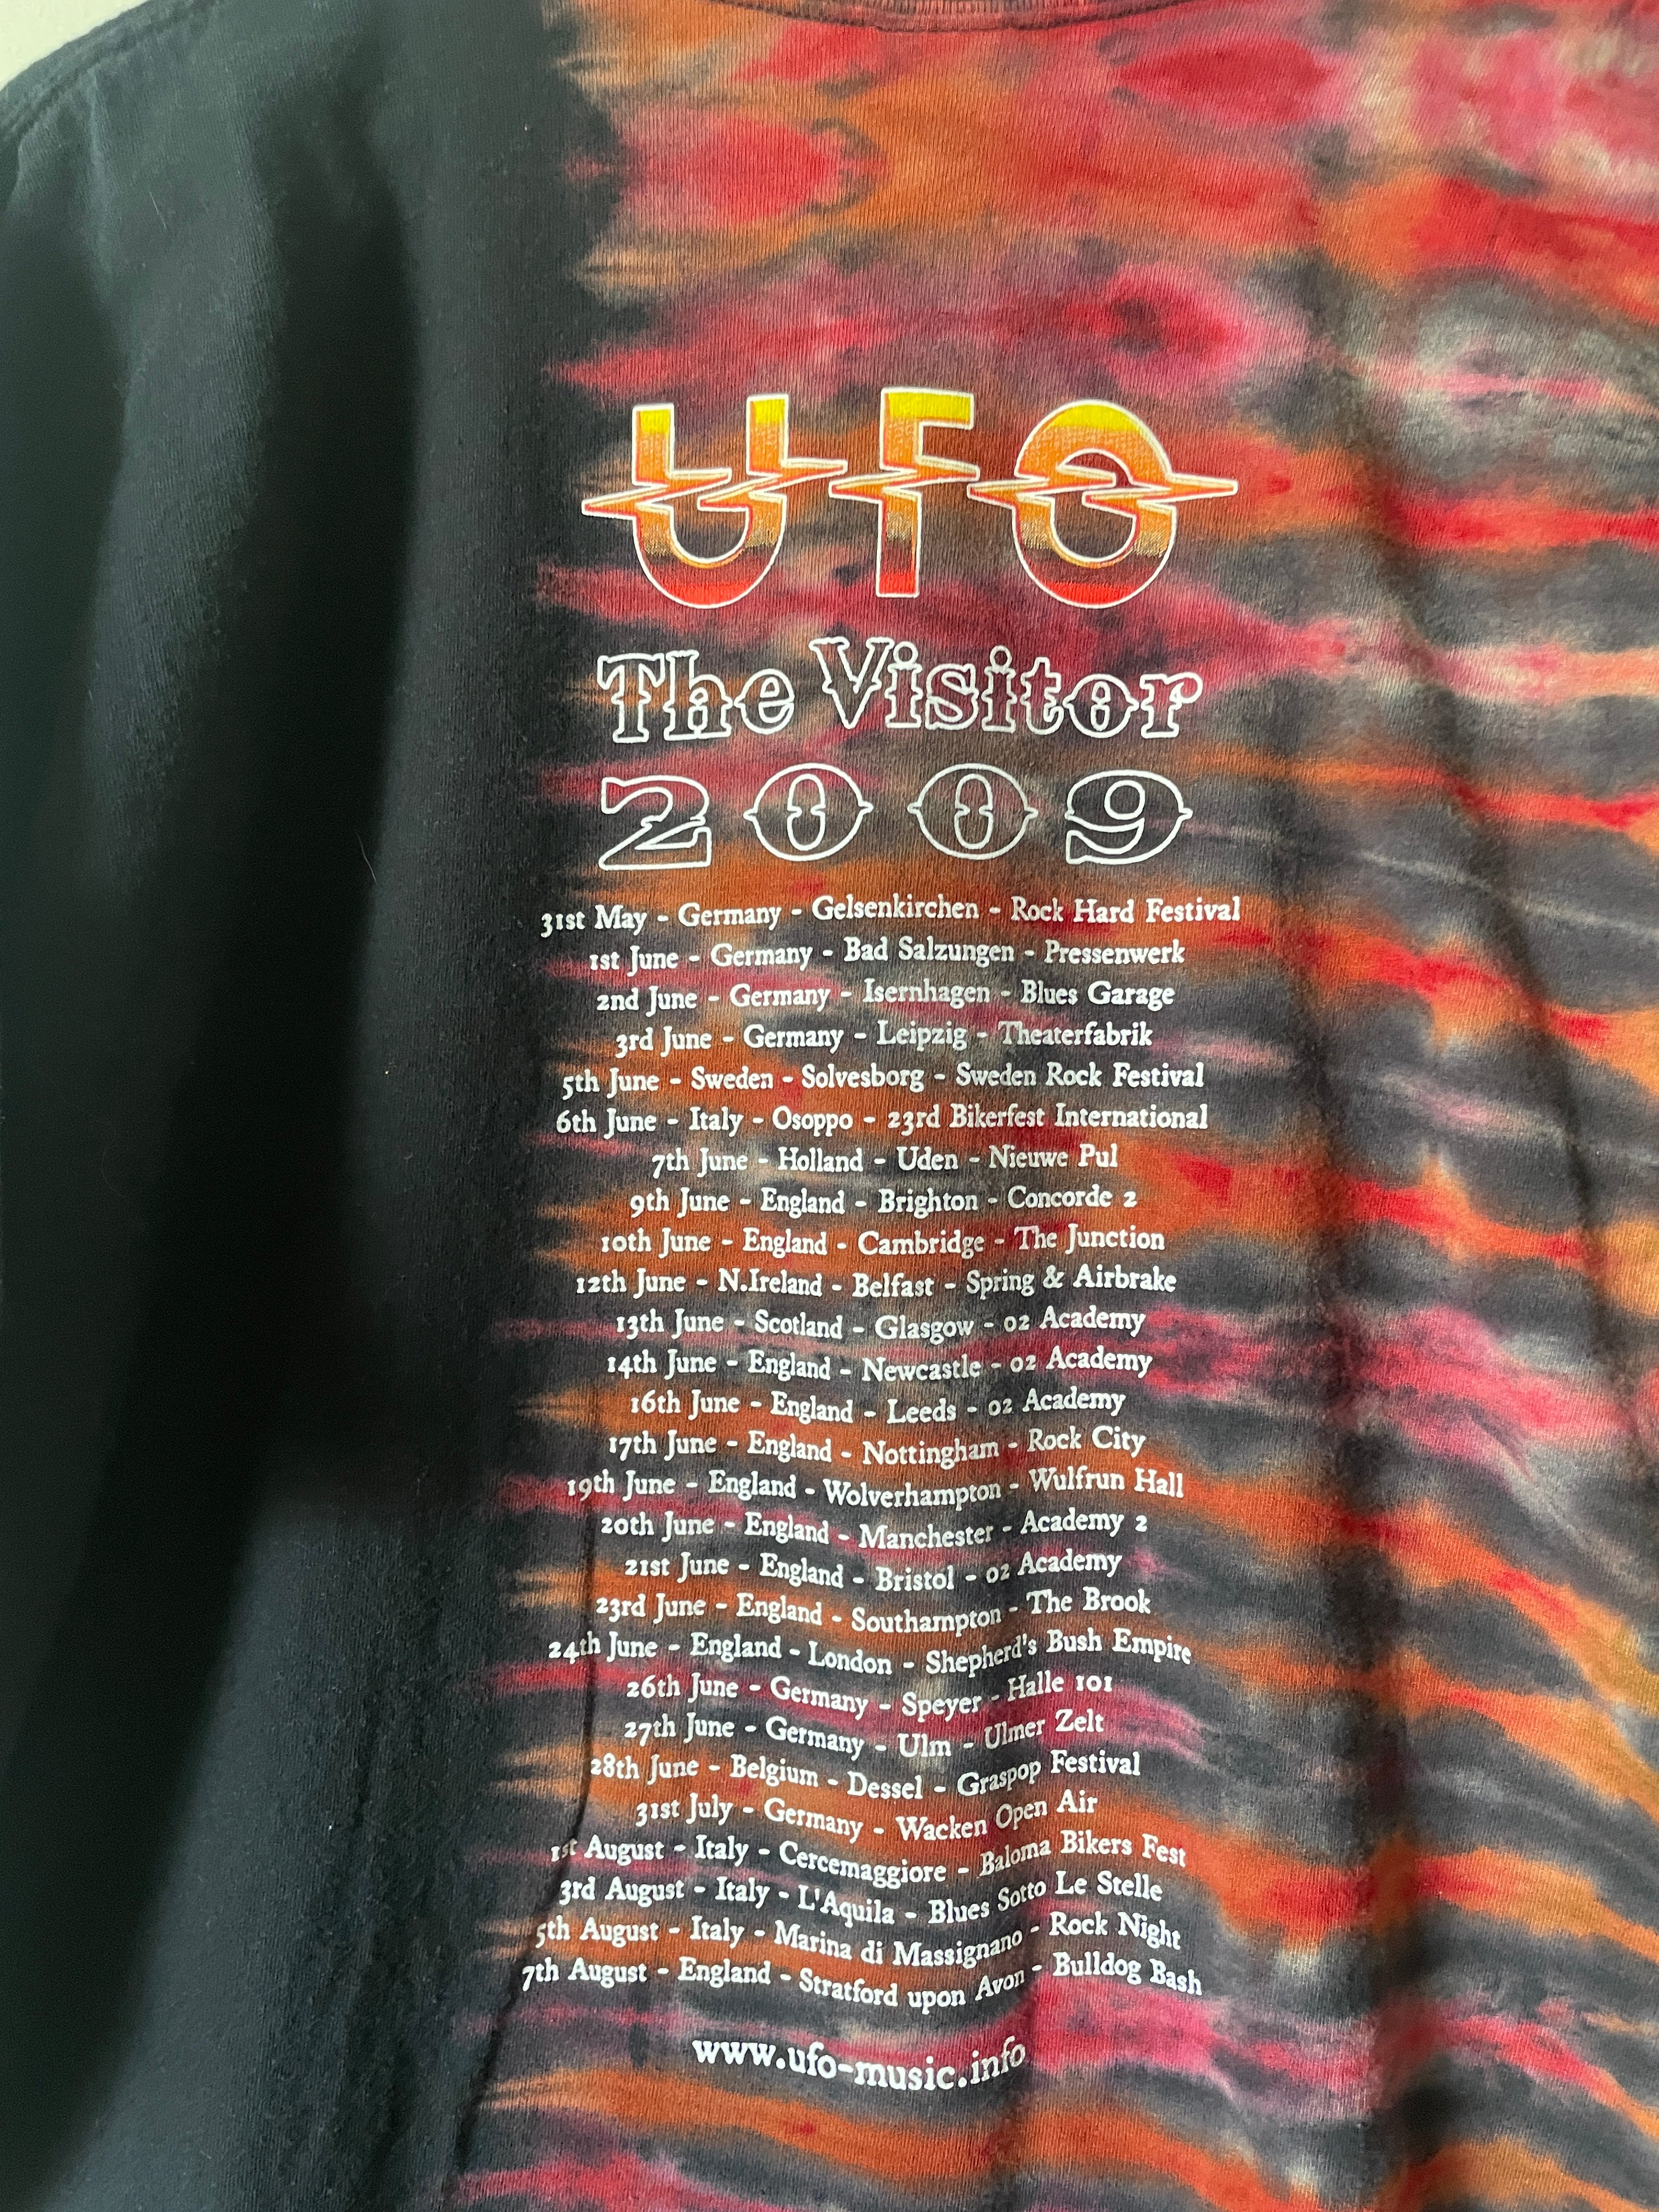 UFO
The Visitor
2009
31st May - Germany - Gelsenkirchen - Rock Hard Festival
1st June - Germany - Bad Salzungen - Pressenwerk
2nd June - Germany - Isernhagen - Blues Garage
3rd June - Germany - Leipzig - Theaterfabrik
5th June - Sweden - Solvesborg - Sweden Rock Festival
6th June - Italy - Osoppo - 23rd Bikerfest International
7th June - Holland - Uden - Nieuwe Pul
9th June - England - Brighton - Concorde 2
10th June - England - Cambridge - The Junction
12th June - N.Ireland - Belfast - Spring & Airbrake
13th June - Scotland - Glasgow - 02 Academy
14th June - England - Newcastle - 02 Academy
16th June - England - Leeds - 02 Academy
17th June - England - Nottingham - Rock City
19th June - England - Wolverhampton - Wulfrun Hall
20th June - England - Manchester - Academy 2
21st June - England - Bristol - 02 Academy
23rd June - England - Southampton - The Brook
24th June - England - London - Shepherd's Bush Empire
26th June - Germany - Speyer - Halle 101
27th June - Germany - Ulm - Ulmer Zelt
28th June - Belgium - Dessel - Graspop Festival
31st July - Germany - Wacken Open Air
1st August - Italy - Cercemaggiore - Baloma Bikers Fest
3rd August - Italy - L'Aquila - Blues Sotto Le Stelle
5th August - Italy - Marina di Massignano - Rock Night
7th August - England - Stratford upon Avon - Bulldog Bash
www.ufo-music.info